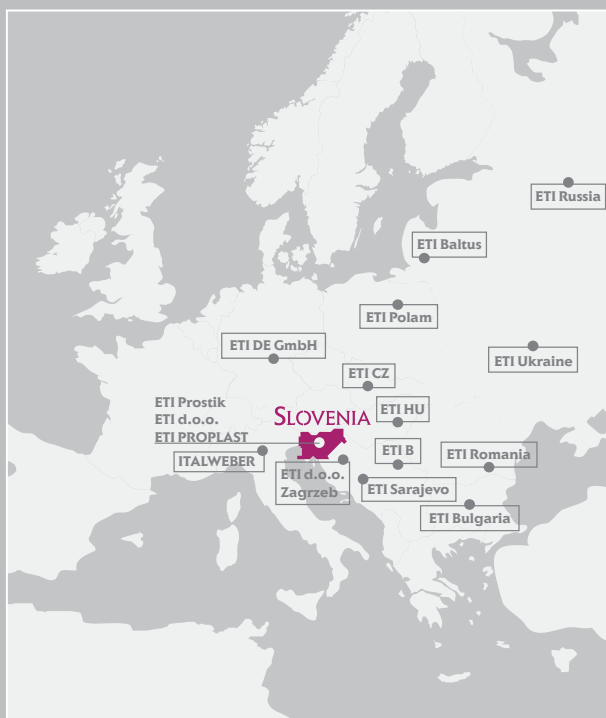 ETI Russia
ETI Baltus
ETI Polam
ETI DE GmbH
ETI Ukraine
ETI CZ
ETI Prostik
ETI d.o.o.
ETI PROPLAST
SLOVENIA
ETI HU
ITALWEBER
ETI B
ETI Romania
ETI d.o.o.
Zagrzeb
ETI Sarajevo
ETI Bulgaria